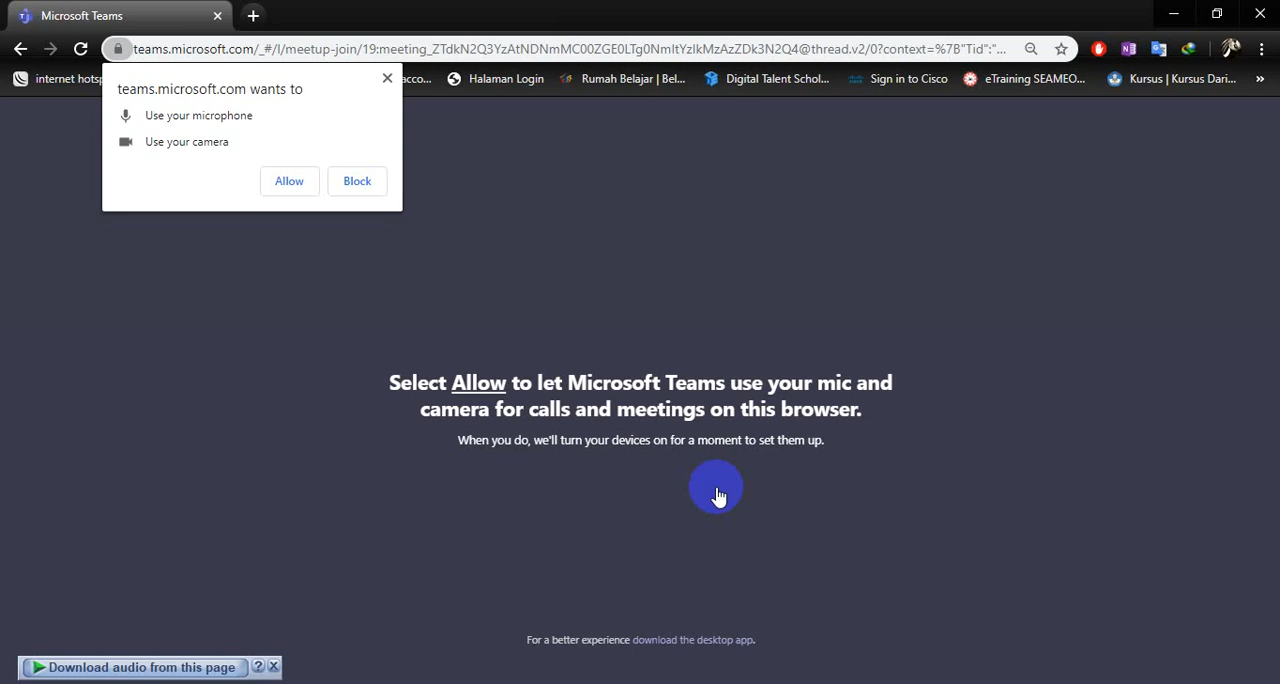 Microsoft Teams
teams.microsoft.com/_#/l/meetup-join/19:meeting_ZTdkN2Q3YzAtNDNmMC00ZGE0LTg0NmItYzlkMzAzZDk3N2Q4@thread.v2/0?context=%7B"Tid":"...
internet hotsp
acco...
Halaman Login
Rumah Belajar | Bel...
Digital Talent Schol...
Sign in to Cisco
eTraining SEAMEO...
Kursus | Kursus Dari...
»
teams.microsoft.com wants to
Use your microphone
Use your camera
Allow
Block
Select Allow to let Microsoft Teams use your mic and
camera for calls and meetings on this browser.
When you do, we'll turn your devices on for a moment to set them up.
For a better experience download the desktop app.
Download audio from this page
?
X